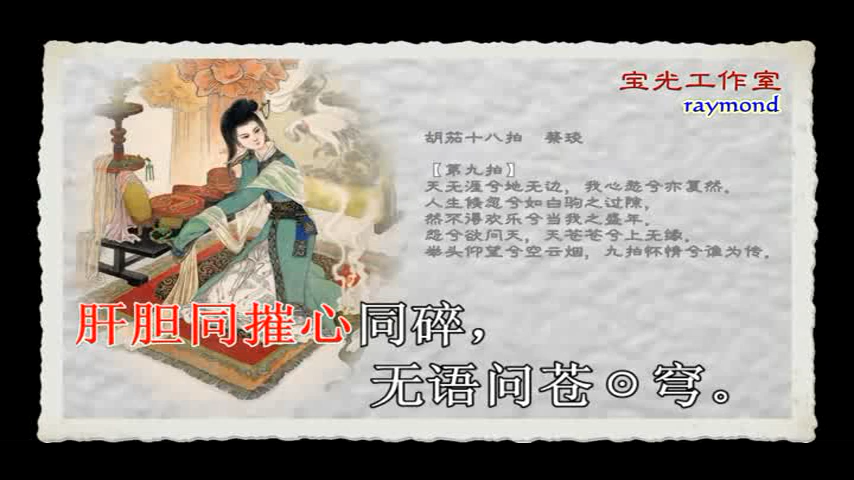 宝光工作室
raymond
胡茄十八拍 蔡琰
【第九拍】
天无涯兮地无边，我心愁兮亦复然。
人生倏忽兮如白驹之过隙，
然不得欢乐兮当我之盛年。
怨兮欲问天，天苍苍兮上无缘。
举头仰望兮空云烟，九拍怀情兮谁为传。
肝胆同摧心同碎，
无语问苍⊙穹。